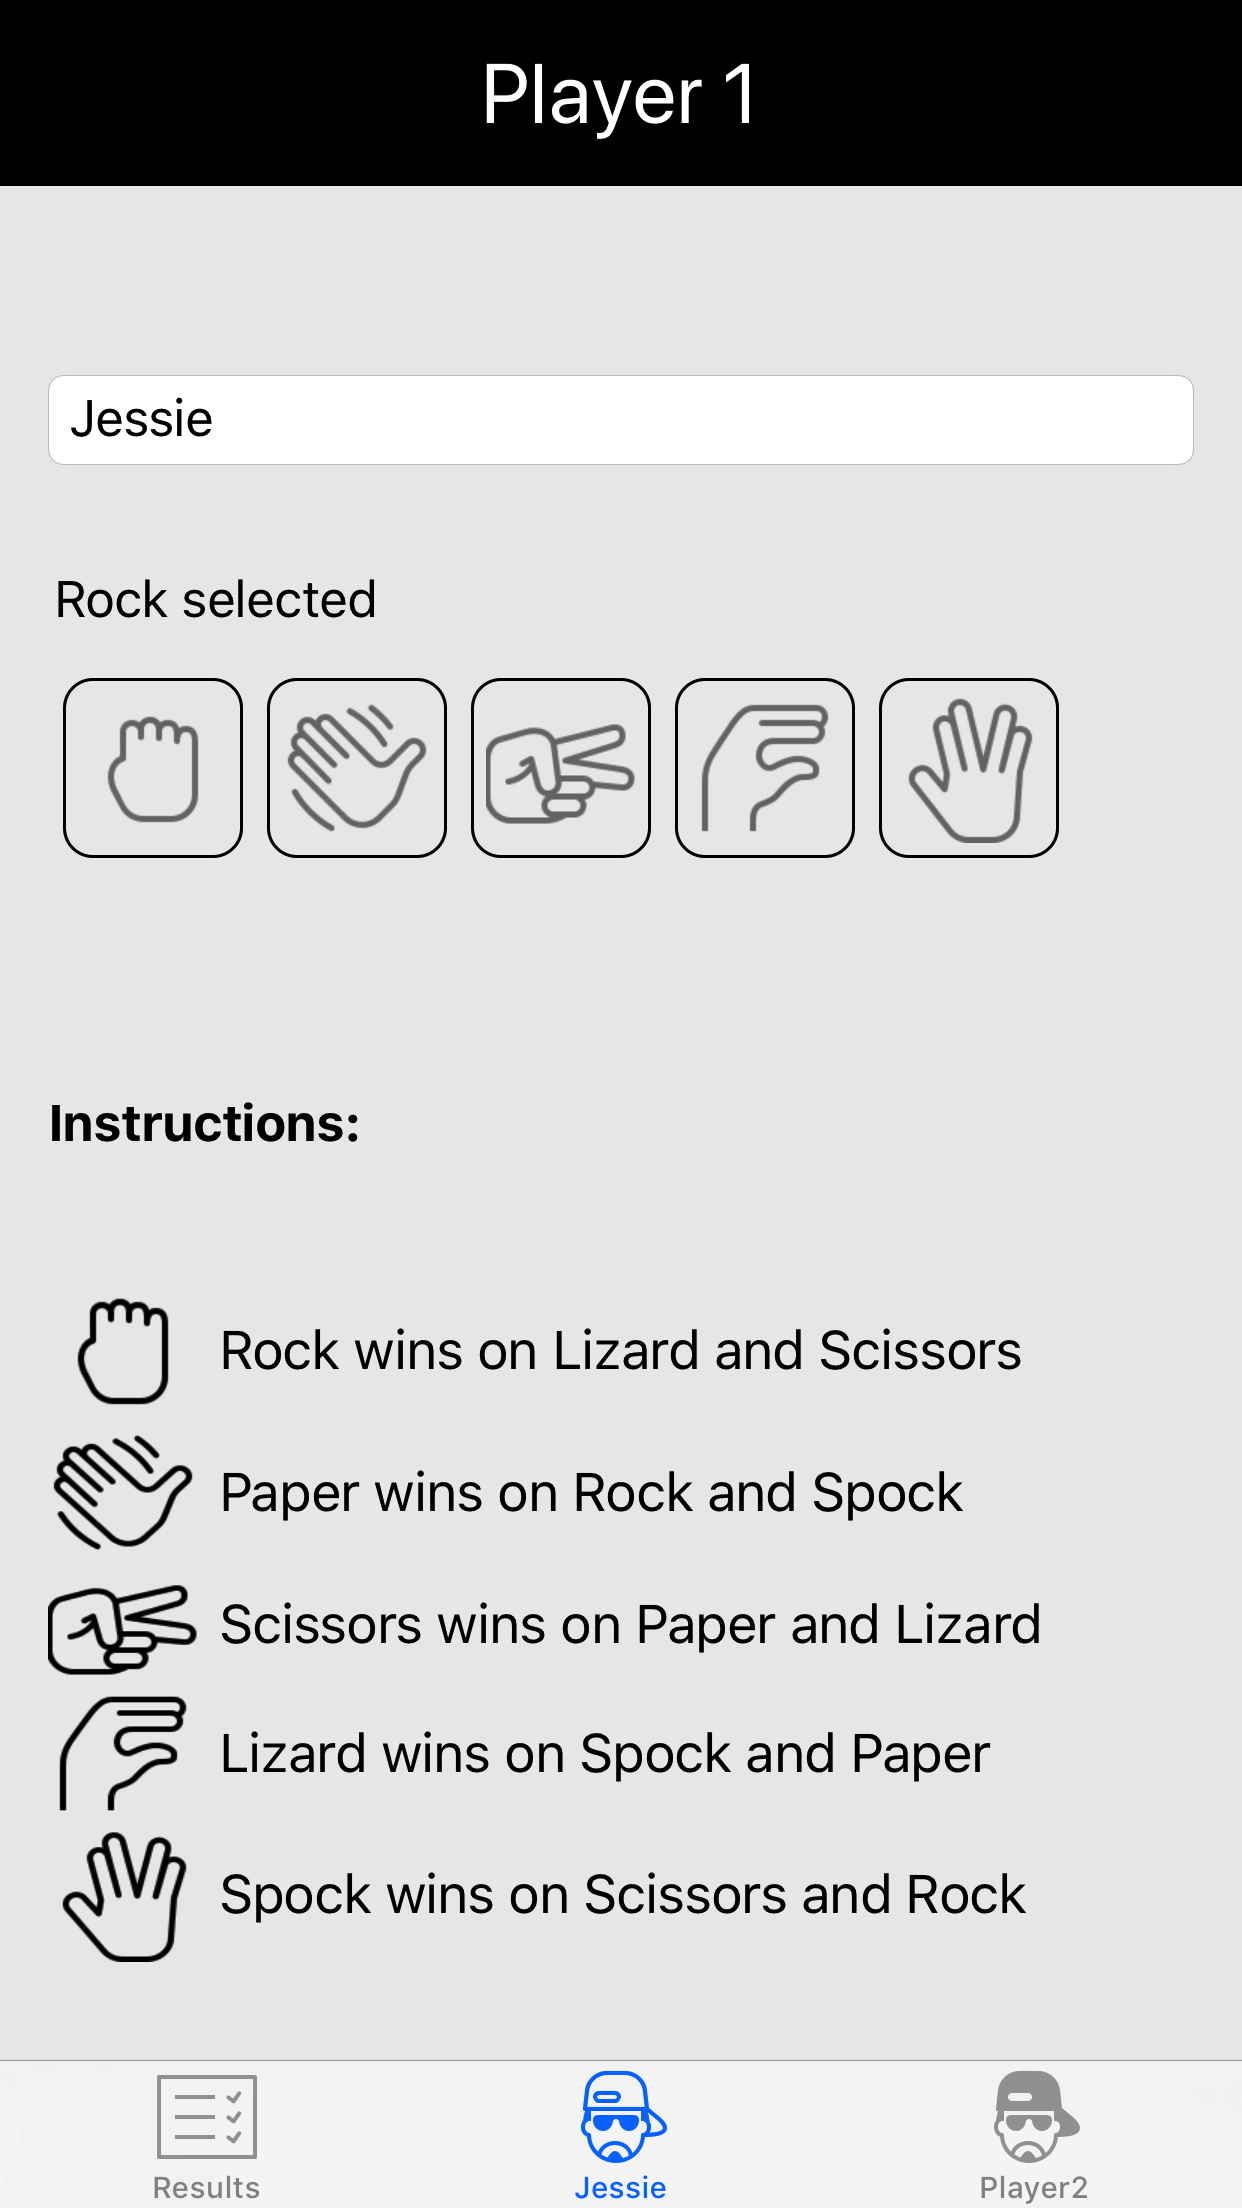 Player 1
Jessie
Rock selected
Instructions:
Rock wins on Lizard and Scissors
Paper wins on Rock and Spock
Scissors wins on Paper and Lizard
Lizard wins on Spock and Paper
Spock wins on Scissors and Rock
Results
Jessie
Player2